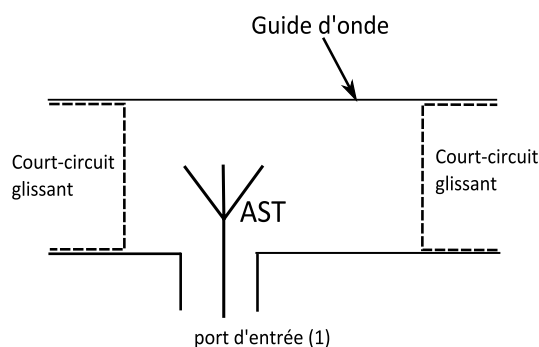 Guide d'onde
Court-circuit
glissant
AST
Court-circuit
glissant
port d'entrée (1)